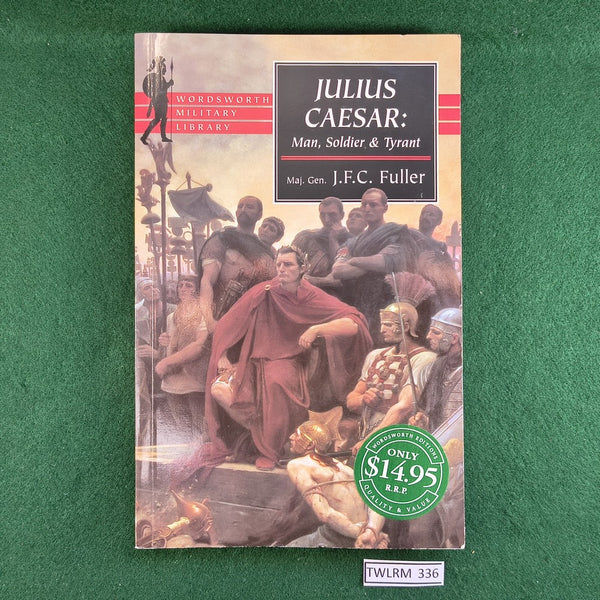 WORDSWORTH
MILITARY
LIBRARY
JULIUS
CAESAR:
Man, Soldier & Tyrant
Maj. Gen. J.F.C. Fuller
WORDSWORTH EDITIONS
ONLY
$14.95
R.R.P.
QUALITY & VALUE
TWLRM 336